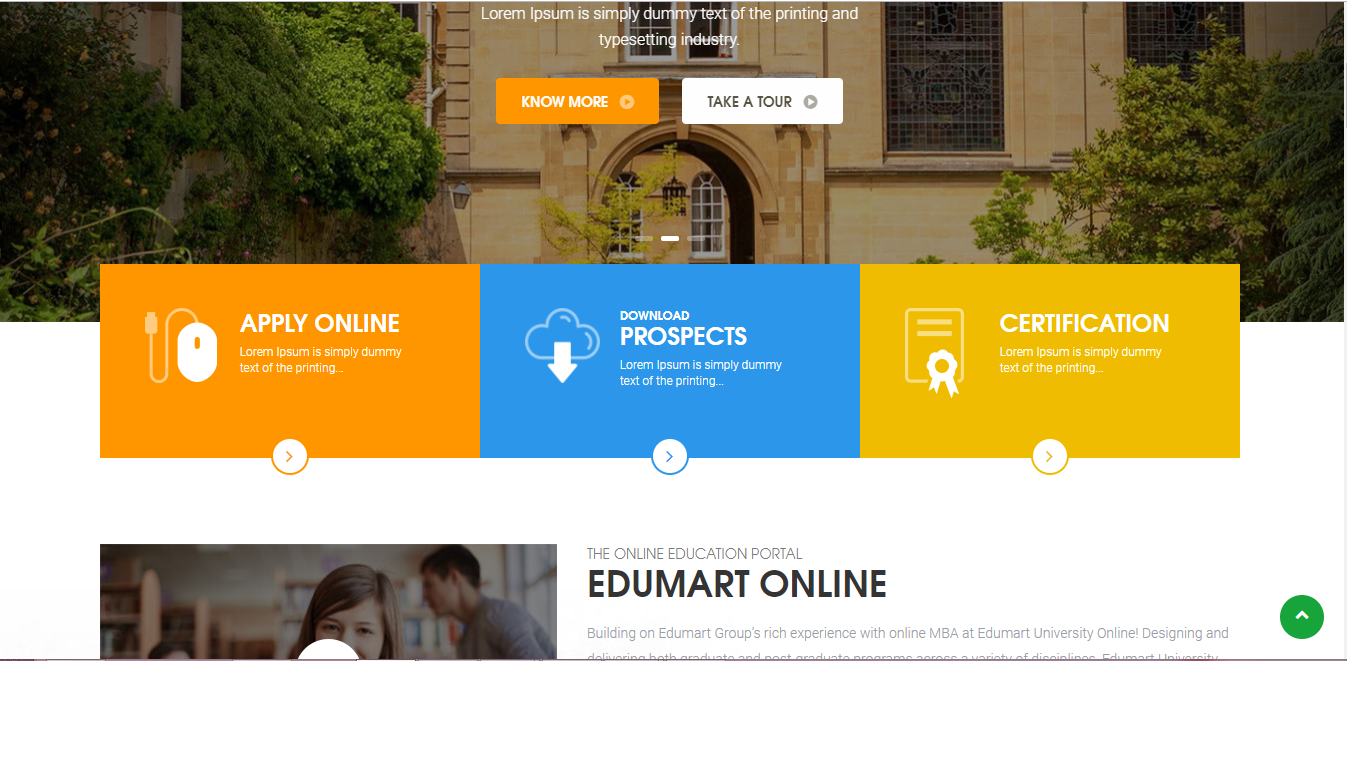 Lorem Ipsum is simply dummy text of the printing and
typesetting industry.
KNOW MORE
TAKE A TOUR
APPLY ONLINE
Lorem Ipsum is simply dummy
text of the printing...
DOWNLOAD
PROSPECTS
Lorem Ipsum is simply dummy
text of the printing...
CERTIFICATION
Lorem Ipsum is simply dummy
text of the printing...
THE ONLINE EDUCATION PORTAL
EDUMART ONLINE
Building on Edumart Group's rich experience with online MBA at Edumart University Online! Designing and
delivering both graduate and post-graduate programs across a variety of disciplines, Edumart University